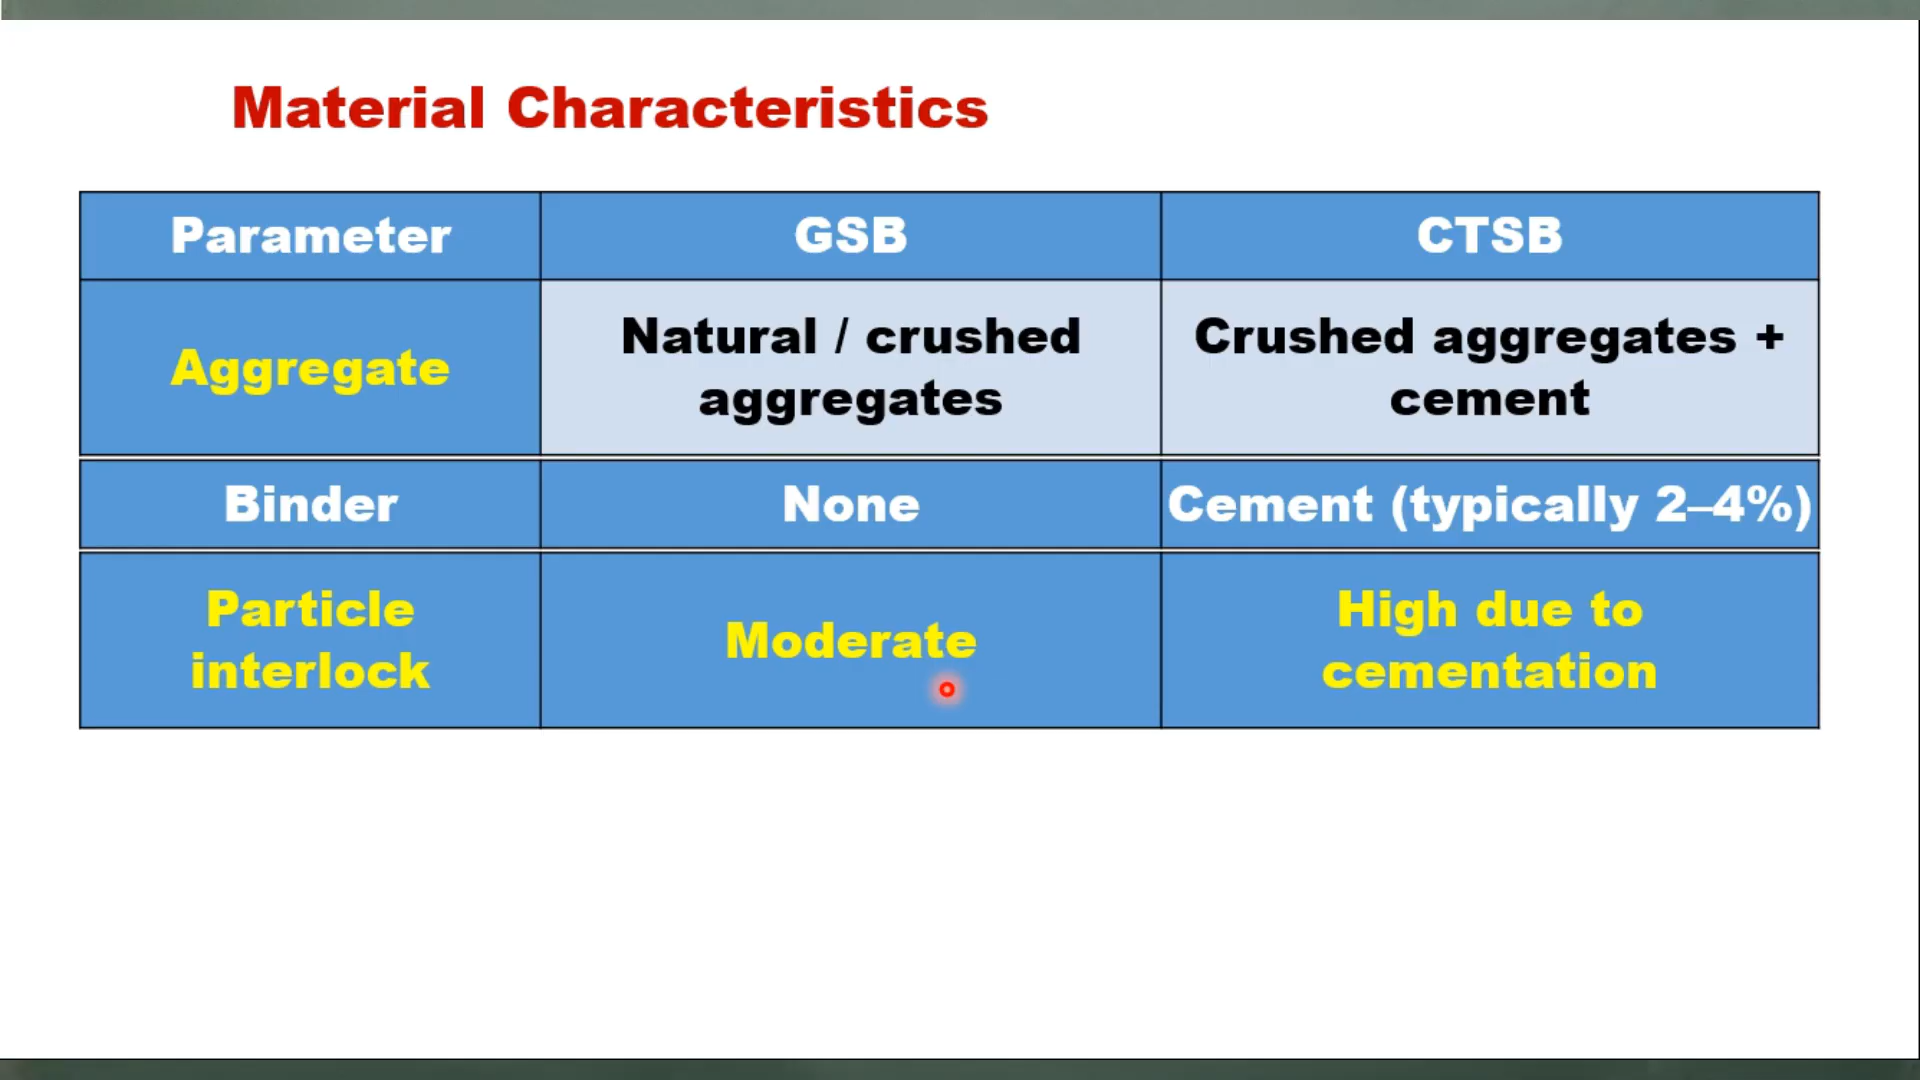 Material Characteristics
Parameter
GSB
CTSB
Aggregate
Natural / crushed
aggregates
Crushed aggregates +
cement
Binder
None
Cement (typically 2–4%)
Particle
interlock
Moderate
High due to
cementation